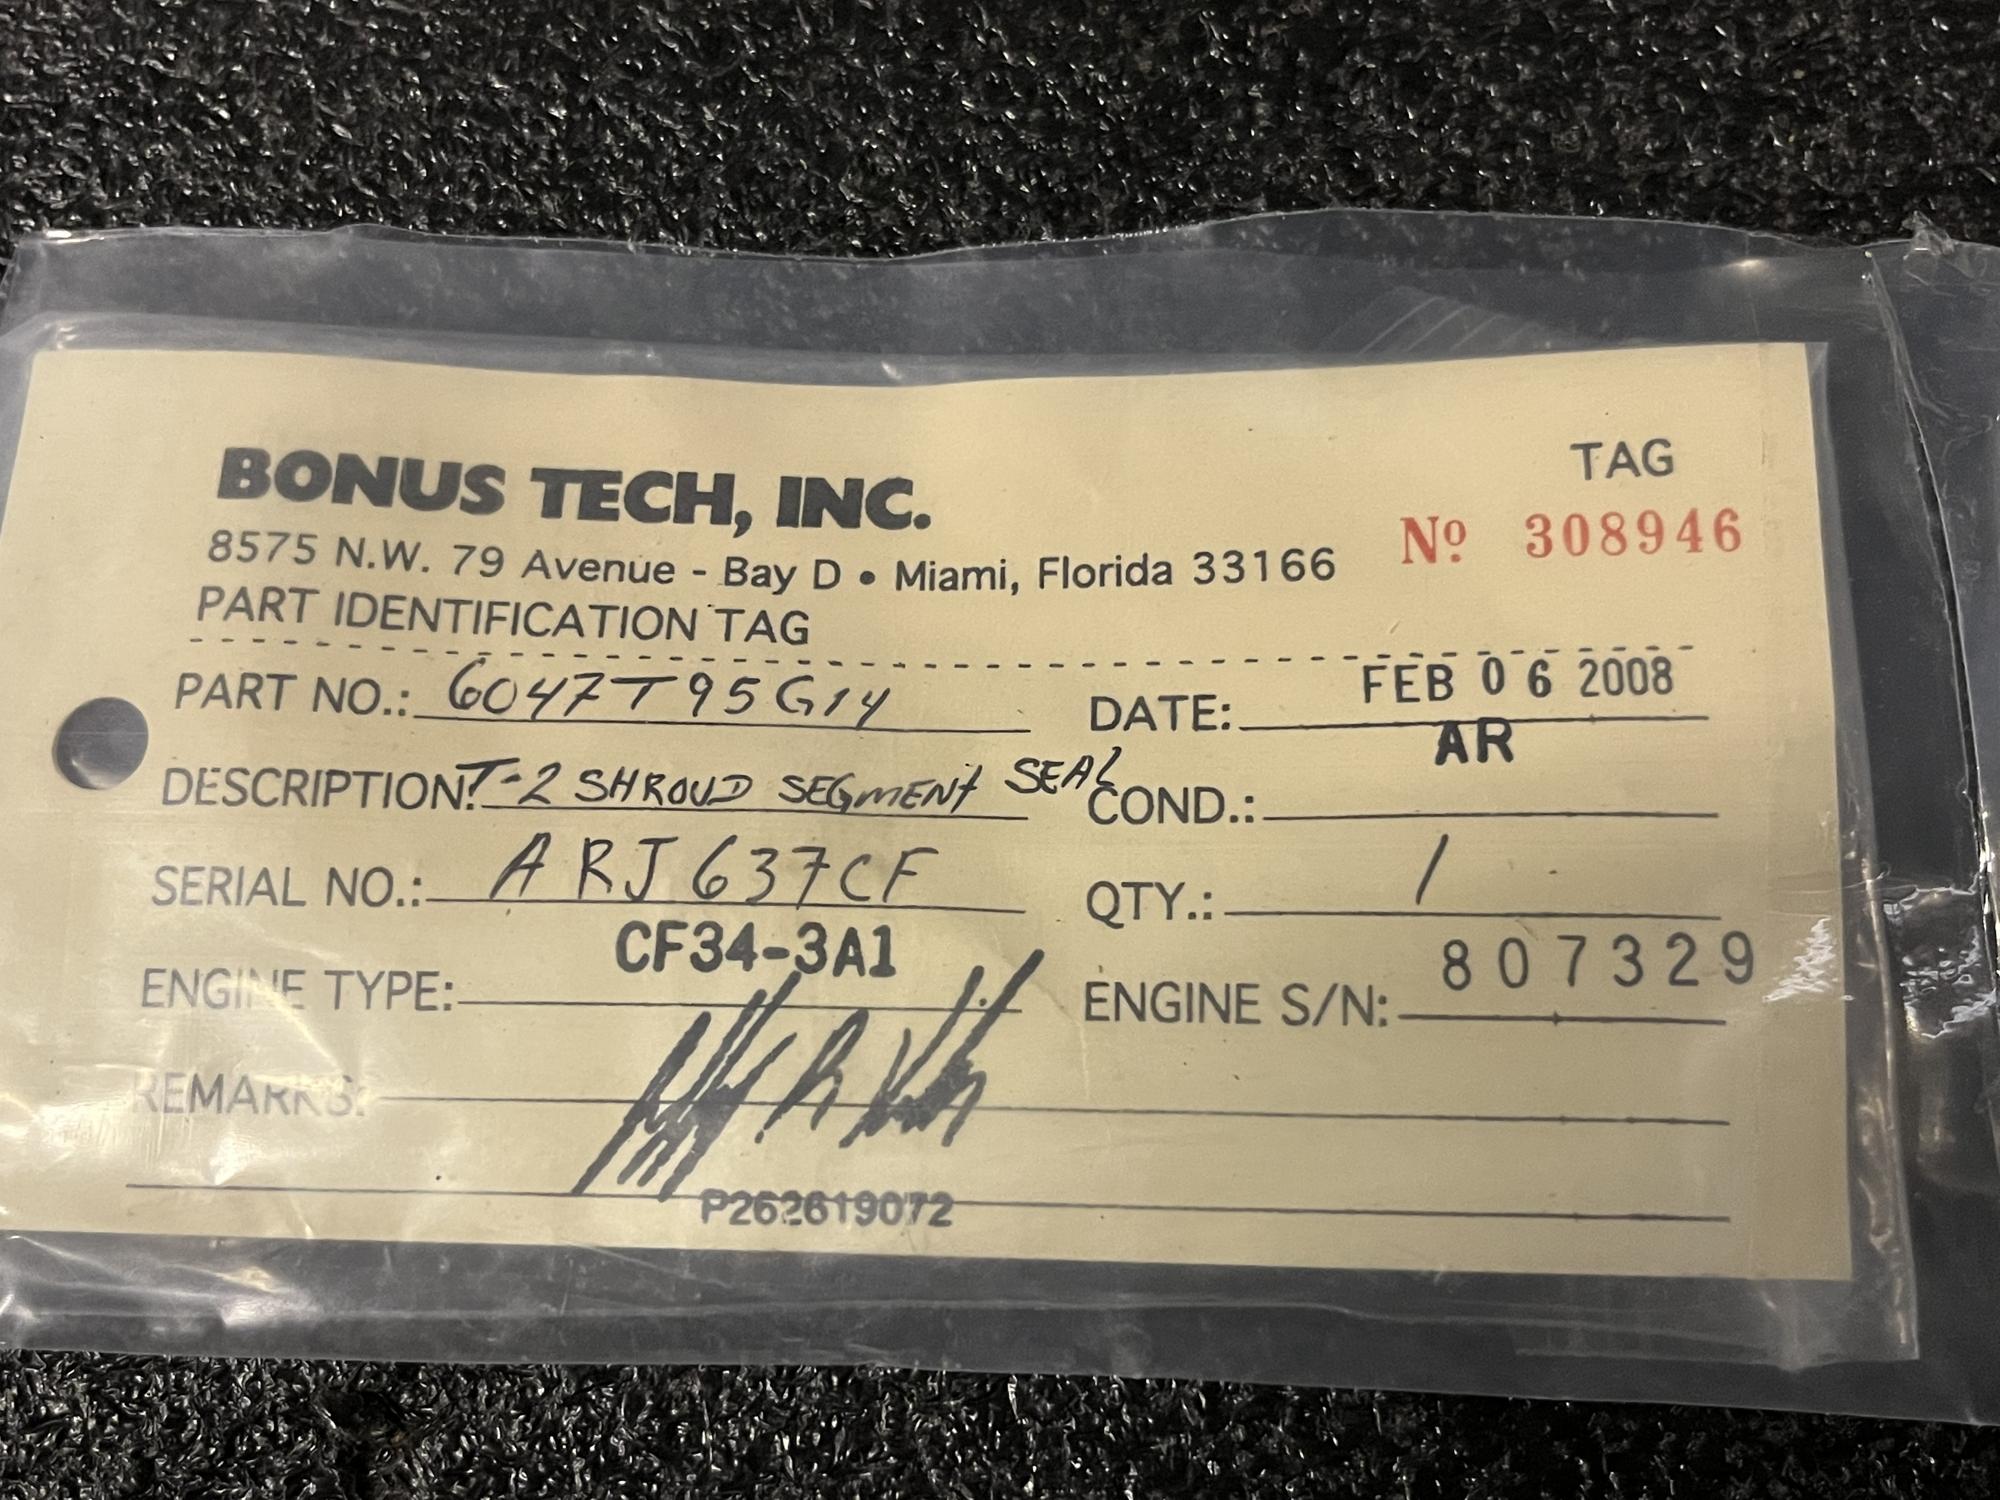 BONUS TECH, INC.
TAG
8575 N.W. 79 Avenue - Bay D • Miami, Florida 33166
Nº 308946
PART IDENTIFICATION TAG
PART NO.: 6047T95G14
DATE: FEB 06 2008
DESCRIPTION: T-2 SHROUD SEGMENT SEAL
COND.: AR
SERIAL NO.: ARJ637CF
QTY.: 1
ENGINE TYPE: CF34-3A1
ENGINE S/N: 807329
REMARKS:
P262619072